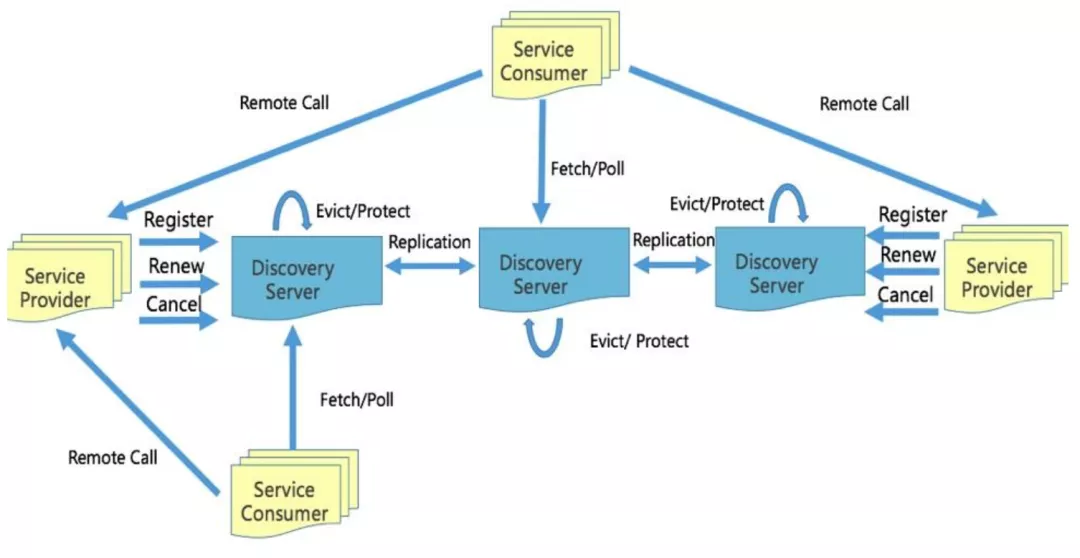 Service
Consumer
Remote Call
Remote Call
Fetch/Poll
Evict/Protect
Evict/Protect
Register
Register
Replication
Replication
Renew
Renew
Service
Provider
Discovery
Server
Discovery
Server
Discovery
Server
Service
Provider
Cancel
Cancel
Evict/ Protect
Fetch/Poll
Remote Call
Service
Consumer